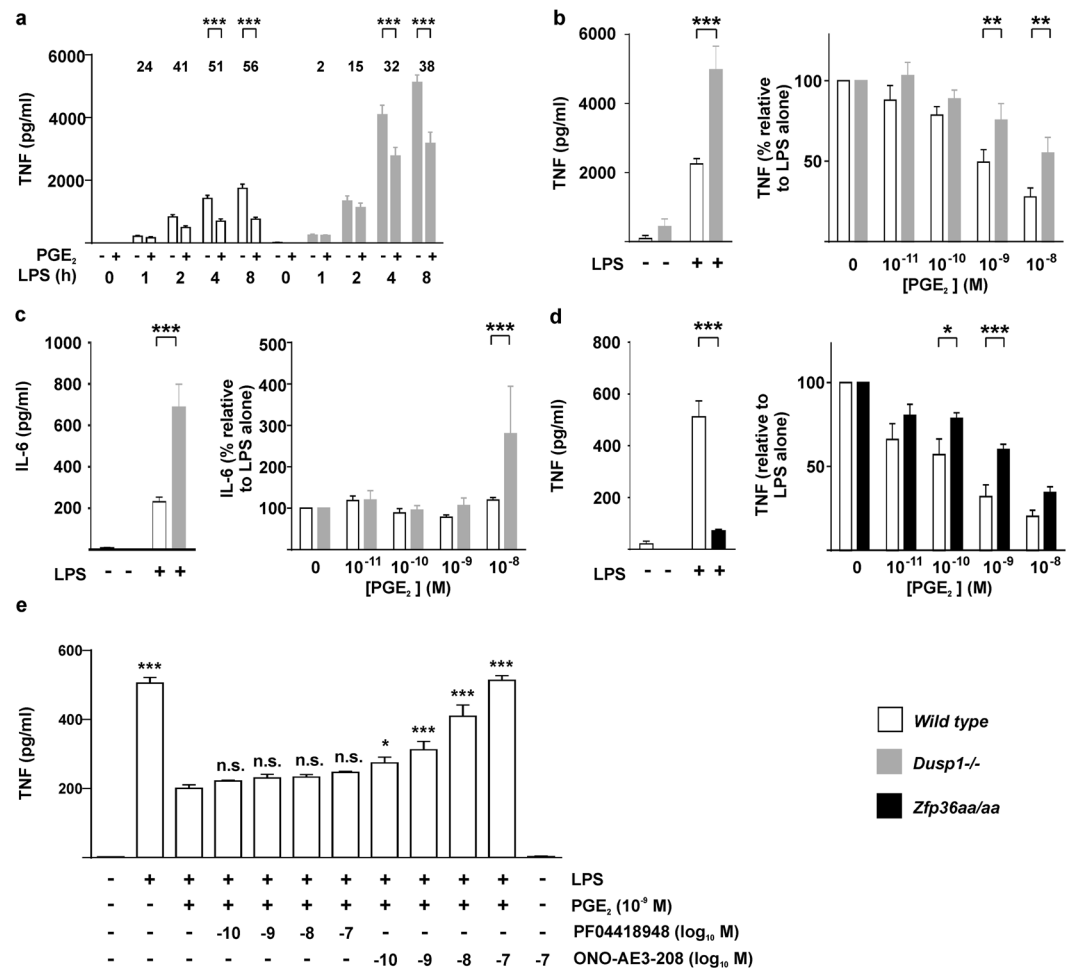 a
*** *** *** ***
24 41 51 56 2 15 32 38
TNF (pg/ml)
6000
4000
2000
PGE2 - + - + - + - + - + - + - + - + - + - +
LPS (h) 0 1 2 4 8 0 1 2 4 8
b
***
TNF (pg/ml)
6000
4000
2000
0
LPS - - + +
** **
TNF (% relative
to LPS alone)
100
50
0 10-11 10-10 10-9 10-8
[PGE2 ] (M)
c
***
IL-6 (pg/ml)
1000
800
600
400
200
LPS - - + +
***
IL-6 (% relative
to LPS alone)
500
400
300
200
100
0 10-11 10-10 10-9 10-8
[PGE2 ] (M)
d
***
TNF (pg/ml)
800
600
400
200
0
LPS - - + +
* ***
TNF (relative to
LPS alone)
100
50
0 10-11 10-10 10-9 10-8
[PGE2 ] (M)
e
TNF (pg/ml)
600
400
200
0
*** n.s. n.s. n.s. n.s. * *** *** ***
- + + + + + + + + + + - LPS
- - + + + + + + + + + - PGE2 (10-9 M)
- - - -10 -9 -8 -7 - - - - - PF04418948 (log10 M)
- - - - - - - -10 -9 -8 -7 -7 ONO-AE3-208 (log10 M)
Wild type
Dusp1-/-
Zfp36aa/aa